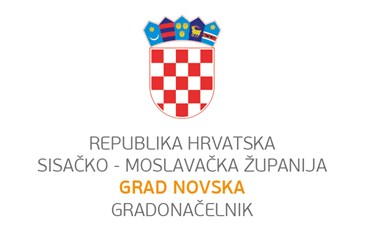 REPUBLIKA HRVATSKA
SISAČKO - MOSLAVAČKA ŽUPANIJA
GRAD NOVSKA
GRADONAČELNIK